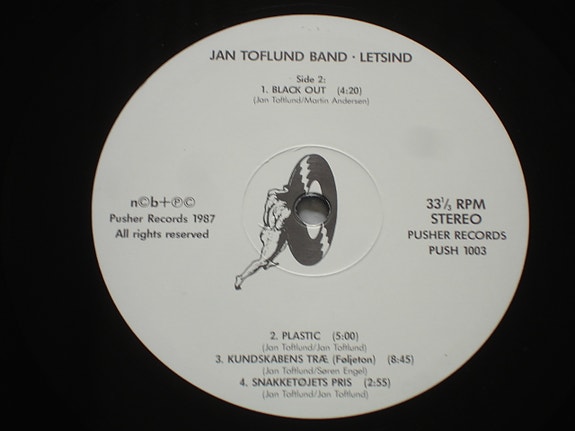 JAN TOFLUND BAND · LETSIND
Side 2:
1. BLACK OUT (4:20)
(Jan Toftlund/Martin Andersen)
n©b+℗©
Pusher Records 1987
All rights reserved
33⅓ RPM
STEREO
PUSHER RECORDS
PUSH 1003
2. PLASTIC (5:00)
(Jan Toftlund/Jan Toftlund)
3. KUNDSKABENS TRÆ (Føljeton) (8:45)
(Jan Toftlund/Søren Engel)
4. SNAKKETØJETS PRIS (2:55)
(Jan Toftlund/Jan Toftlund)